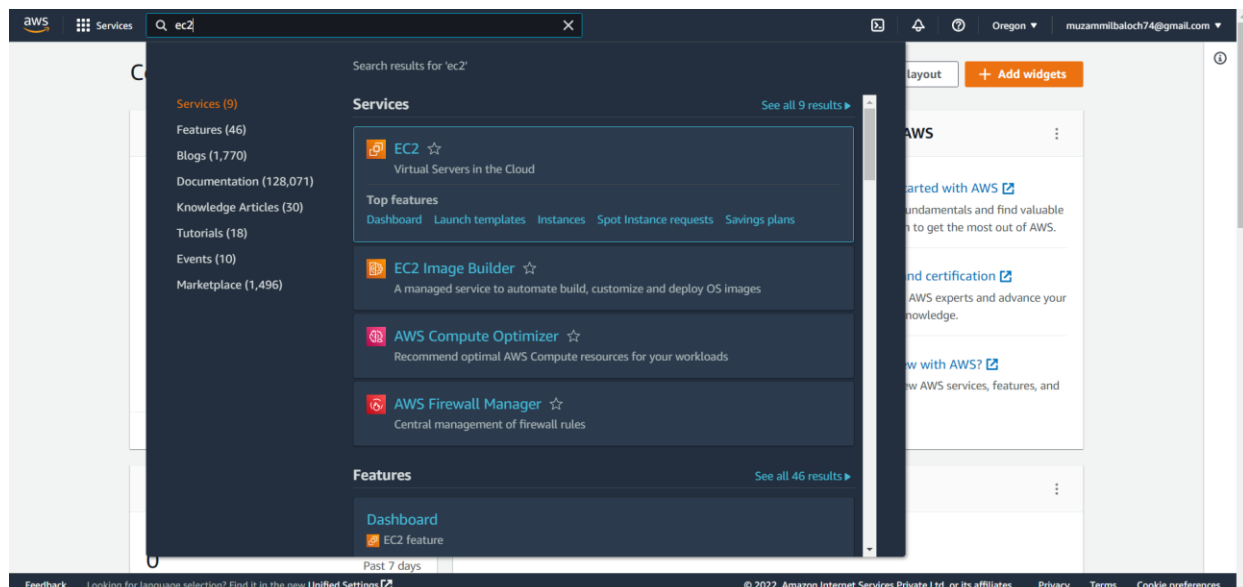 aws Services ec2 Oregon muzammilbaloch74@gmail.com
Search results for 'ec2'
Services (9)
Features (46)
Blogs (1,770)
Documentation (128,071)
Knowledge Articles (30)
Tutorials (18)
Events (10)
Marketplace (1,496)
Services See all 9 results
EC2
Virtual Servers in the Cloud
Top features
Dashboard Launch templates Instances Spot Instance requests Savings plans
EC2 Image Builder
A managed service to automate build, customize and deploy OS images
AWS Compute Optimizer
Recommend optimal AWS Compute resources for your workloads
AWS Firewall Manager
Central management of firewall rules
Features See all 46 results
Dashboard
EC2 feature
layout + Add widgets
AWS
with AWS
and find valuable
to get the most out of AWS.
certification
AWS experts and advance your
with AWS?
AWS services, features, and
0
Past 7 days
Feedback Looking for language selection? Find it in the new Unified Settings © 2022, Amazon Internet Services Private Ltd. or its affiliates. Privacy Terms Cookie preferences